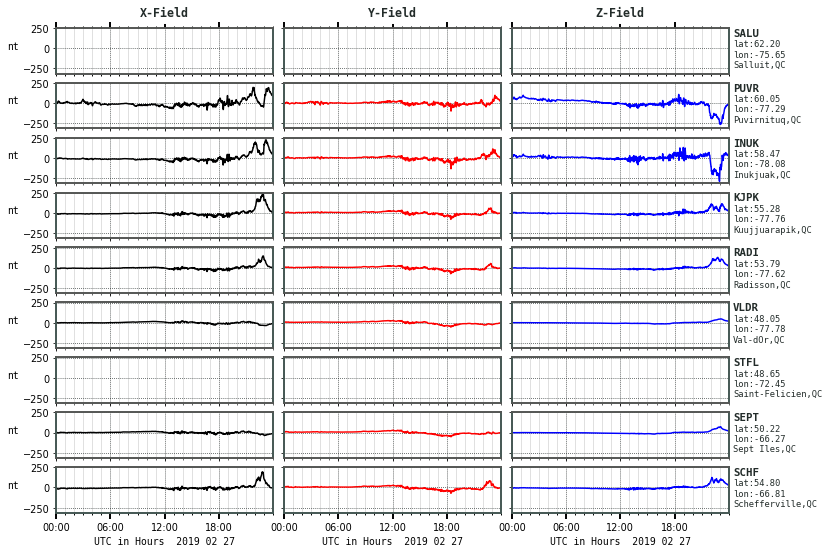 X-Field Y-Field Z-Field
250
nt 0
−250
SALU
lat:62.20
lon:-75.65
Salluit,QC
250
nt 0
−250
PUVR
lat:60.05
lon:-77.29
Puvirnituq,QC
250
nt 0
−250
INUK
lat:58.47
lon:-78.08
Inukjuak,QC
250
nt 0
−250
KJPK
lat:55.28
lon:-77.76
Kuujjuarapik,QC
250
nt 0
−250
RADI
lat:53.79
lon:-77.62
Radisson,QC
250
nt 0
−250
VLDR
lat:48.05
lon:-77.78
Val-dOr,QC
250
nt 0
−250
STFL
lat:48.65
lon:-72.45
Saint-Felicien,QC
250
nt 0
−250
SEPT
lat:50.22
lon:-66.27
Sept Iles,QC
250
nt 0
−250
SCHF
lat:54.80
lon:-66.81
Schefferville,QC
00:00 06:00 12:00 18:00 00:00 06:00 12:00 18:00 00:00 06:00 12:00 18:00
UTC in Hours 2019 02 27 UTC in Hours 2019 02 27 UTC in Hours 2019 02 27